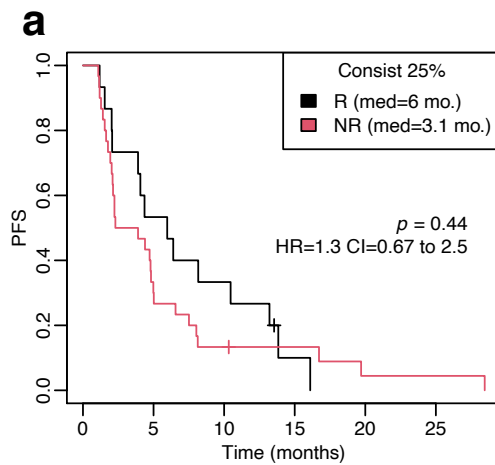 a
Consist 25%
R (med=6 mo.)
NR (med=3.1 mo.)
p = 0.44
HR=1.3 CI=0.67 to 2.5
PFS
1.0
0.8
0.6
0.4
0.2
0.0
0 5 10 15 20 25
Time (months)